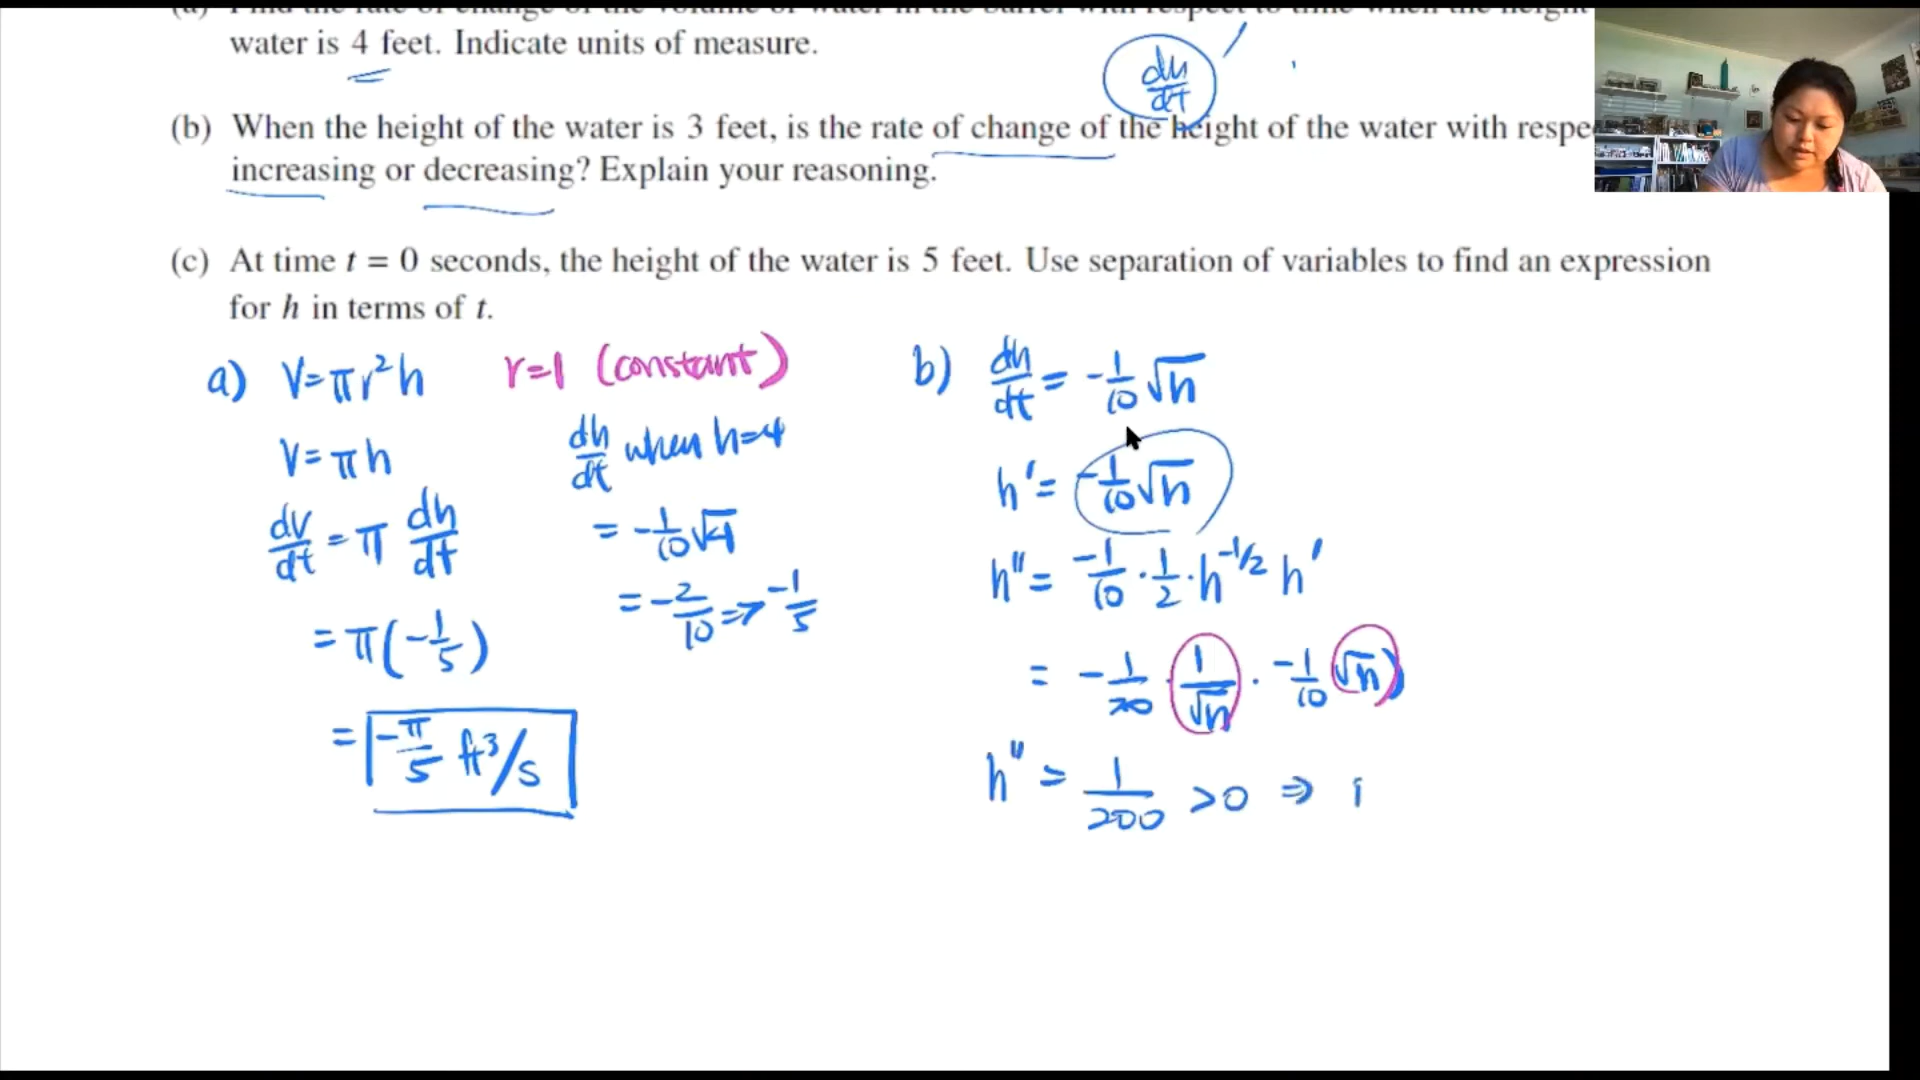 water is 4 feet. Indicate units of measure.
dh/dt
(b) When the height of the water is 3 feet, is the rate of change of the height of the water with respe
increasing or decreasing? Explain your reasoning.
(c) At time t = 0 seconds, the height of the water is 5 feet. Use separation of variables to find an expression
for h in terms of t.
a) V=πr²h
r=1 (constant)
V=πh
dh/dt when h=4
dV/dt = π dh/dt
= -1/10 √4
= -2/10 => -1/5
= π(-1/5)
= -π/5 ft³/s
b) dh/dt = -1/10 √h
h' = -1/10 √h
h" = -1/10 · 1/2 · h^-1/2 h'
= -1/20 · 1/√h · -1/10 √h)
h" = 1/200 >0 ⇒ i